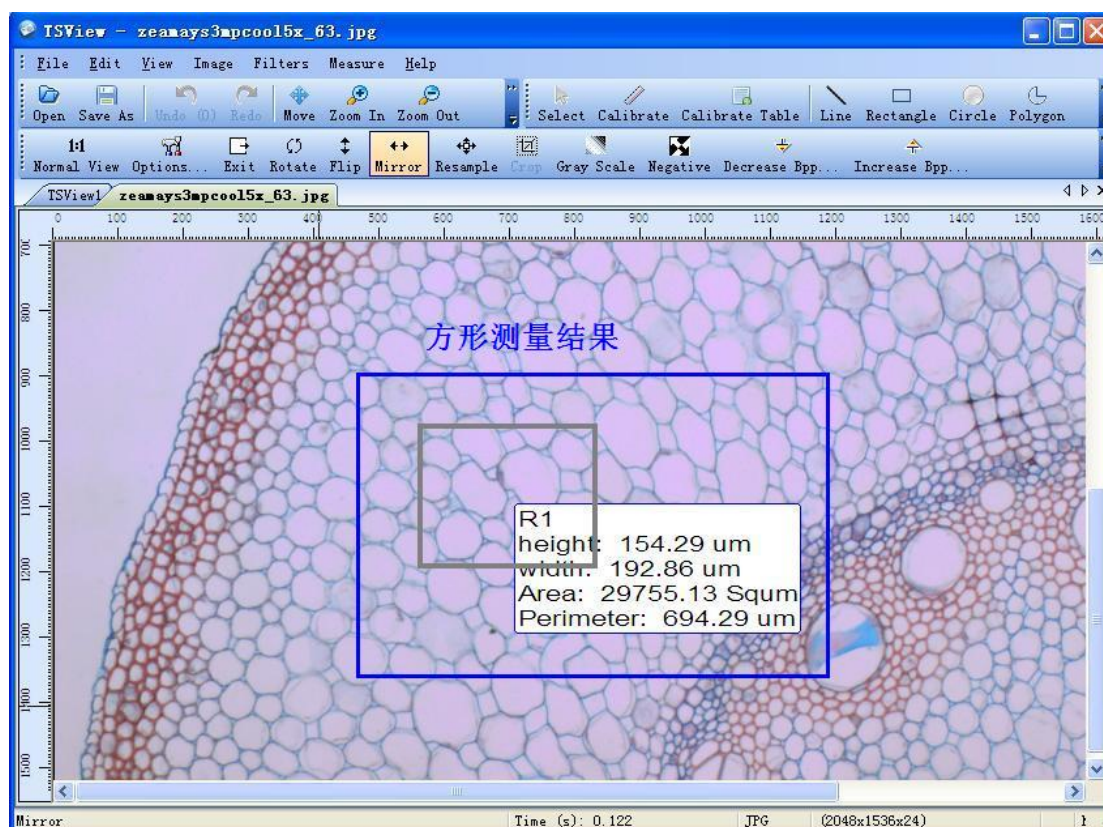 TSView - zeamays3mpcool5x_63.jpg
File Edit View Image Filters Measure Help
Open Save As Undo (0) Redo Move Zoom In Zoom Out Select Calibrate Calibrate Table Line Rectangle Circle Polygon
1:1
Normal View Options... Exit Rotate Flip Mirror Resample Crop Gray Scale Negative Decrease Bpp... Increase Bpp...
TSView1 zeamays3mpcool5x_63.jpg
0 100 200 300 400 500 600 700 800 900 1000 1100 1200 1300 1400 1500 1600
700
800
900
1000
1100
1200
1300
1400
1500
方形测量结果
R1
height: 154.29 um
width: 192.86 um
Area: 29755.13 Squm
Perimeter: 694.29 um
Mirror Time (s): 0.122 JPG (2048x1536x24)